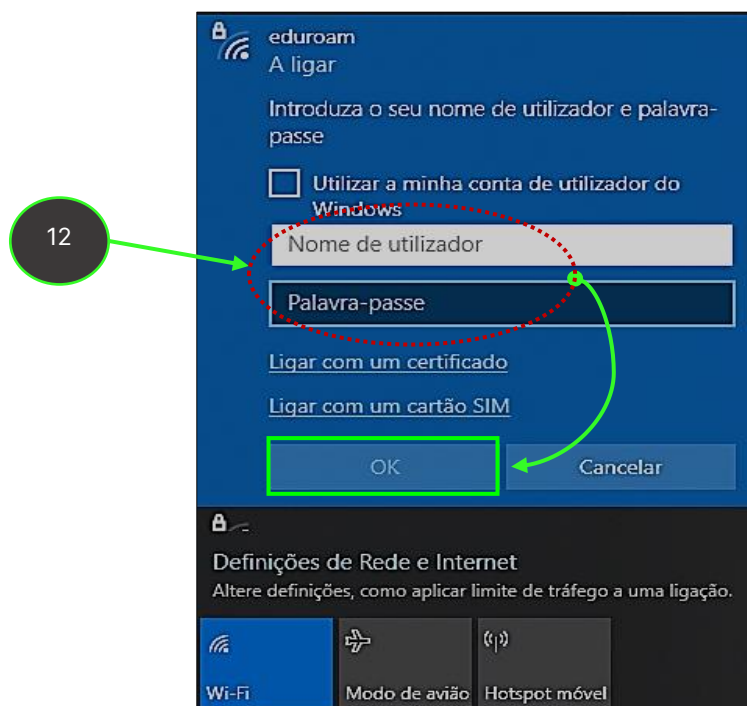 eduroam
A ligar
Introduza o seu nome de utilizador e palavra-
passe
Utilizar a minha conta de utilizador do
Windows
12
Nome de utilizador
Palavra-passe
Ligar com um certificado
Ligar com um cartão SIM
OK
Cancelar
Definições de Rede e Internet
Altere definições, como aplicar limite de tráfego a uma ligação.
Wi-Fi
Modo de avião
Hotspot móvel